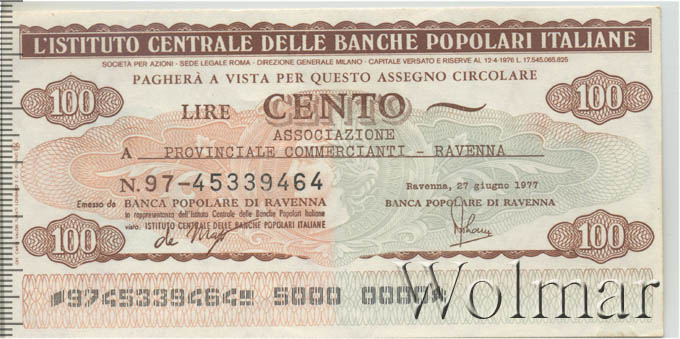 L'ISTITUTO CENTRALE DELLE BANCHE POPOLARI ITALIANE
SOCIETÀ PER AZIONI - SEDE LEGALE ROMA - DIREZIONE GENERALE MILANO - CAPITALE VERSATO E RISERVE AL 12-4-1976 L. 17.545.065.825
PAGHERÀ A VISTA PER QUESTO ASSEGNO CIRCOLARE
100 LIRE CENTO 100
ASSOCIAZIONE
A PROVINCIALE COMMERCIANTI - RAVENNA
N. 97-45339464 Ravenna, 27 giugno 1977
Emesso da BANCA POPOLARE DI RAVENNA BANCA POPOLARE DI RAVENNA
in rappresentanza dell'Istituto Centrale delle Banche Popolari Italiane
visto: ISTITUTO CENTRALE DELLE BANCHE POPOLARI ITALIANE
100 100
9745339464 5000
Wolmar